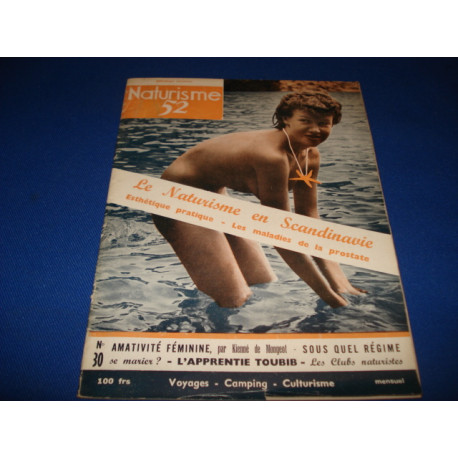 Naturisme
52
Le Naturisme en Scandinavie
Esthétique pratique - Les maladies de la prostate
N° AMATIVITÉ FÉMININE, par Kienné de Mongeot - SOUS QUEL RÉGIME
30 se marier? - L'APPRENTIE TOUBIB - Les Clubs naturistes
100 frs Voyages - Camping - Culturisme mensuel